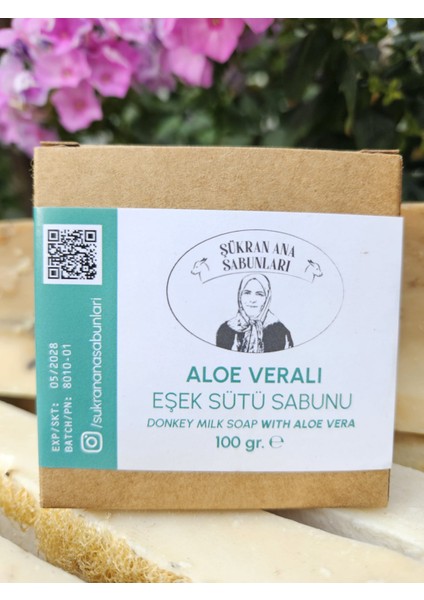 ŞÜKRAN ANA
SABUNLARI
ALOE VERALI
EŞEK SÜTÜ SABUNU
DONKEY MILK SOAP WITH ALOE VERA
100 gr. ℮
EXP/SKT: 05/2028
BATCH/PN: 8010-01
/sukrananasabunlari